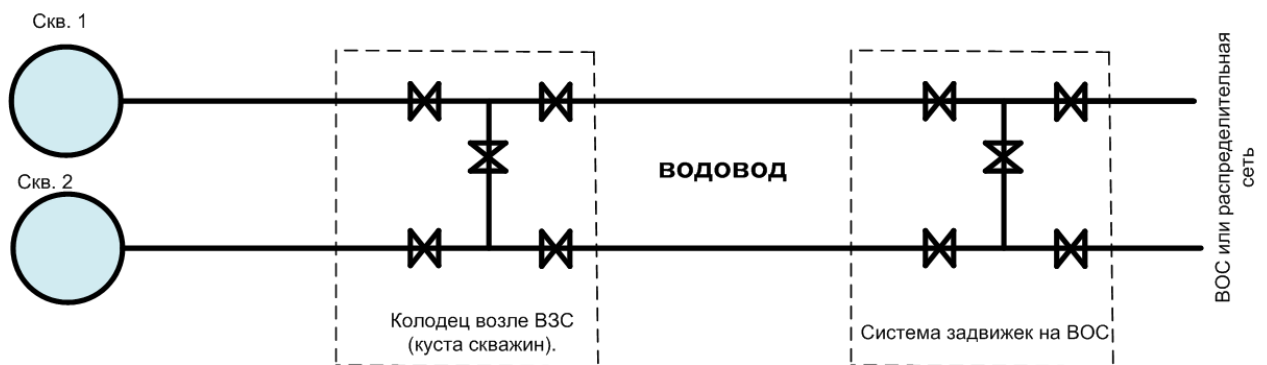 Скв. 1
Скв. 2
водовод
Колодец возле ВЗС
(куста скважин).
Система задвижек на ВОС
ВОС или распределительная
сеть